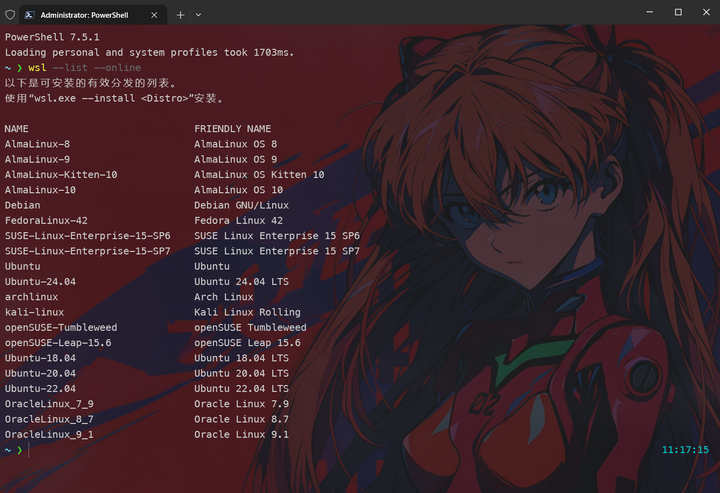 Administrator: PowerShell
PowerShell 7.5.1
Loading personal and system profiles took 1703ms.
~ ❯ wsl --list --online
以下是可安装的有效分发的列表。
使用“wsl.exe --install <Distro>”安装。
NAME FRIENDLY NAME
AlmaLinux-8 AlmaLinux OS 8
AlmaLinux-9 AlmaLinux OS 9
AlmaLinux-Kitten-10 AlmaLinux OS Kitten 10
AlmaLinux-10 AlmaLinux OS 10
Debian Debian GNU/Linux
FedoraLinux-42 Fedora Linux 42
SUSE-Linux-Enterprise-15-SP6 SUSE Linux Enterprise 15 SP6
SUSE-Linux-Enterprise-15-SP7 SUSE Linux Enterprise 15 SP7
Ubuntu Ubuntu
Ubuntu-24.04 Ubuntu 24.04 LTS
archlinux Arch Linux
kali-linux Kali Linux Rolling
openSUSE-Tumbleweed openSUSE Tumbleweed
openSUSE-Leap-15.6 openSUSE Leap 15.6
Ubuntu-18.04 Ubuntu 18.04 LTS
Ubuntu-20.04 Ubuntu 20.04 LTS
Ubuntu-22.04 Ubuntu 22.04 LTS
OracleLinux_7_9 Oracle Linux 7.9
OracleLinux_8_7 Oracle Linux 8.7
OracleLinux_9_1 Oracle Linux 9.1
~ ❯ 11:17:15
02